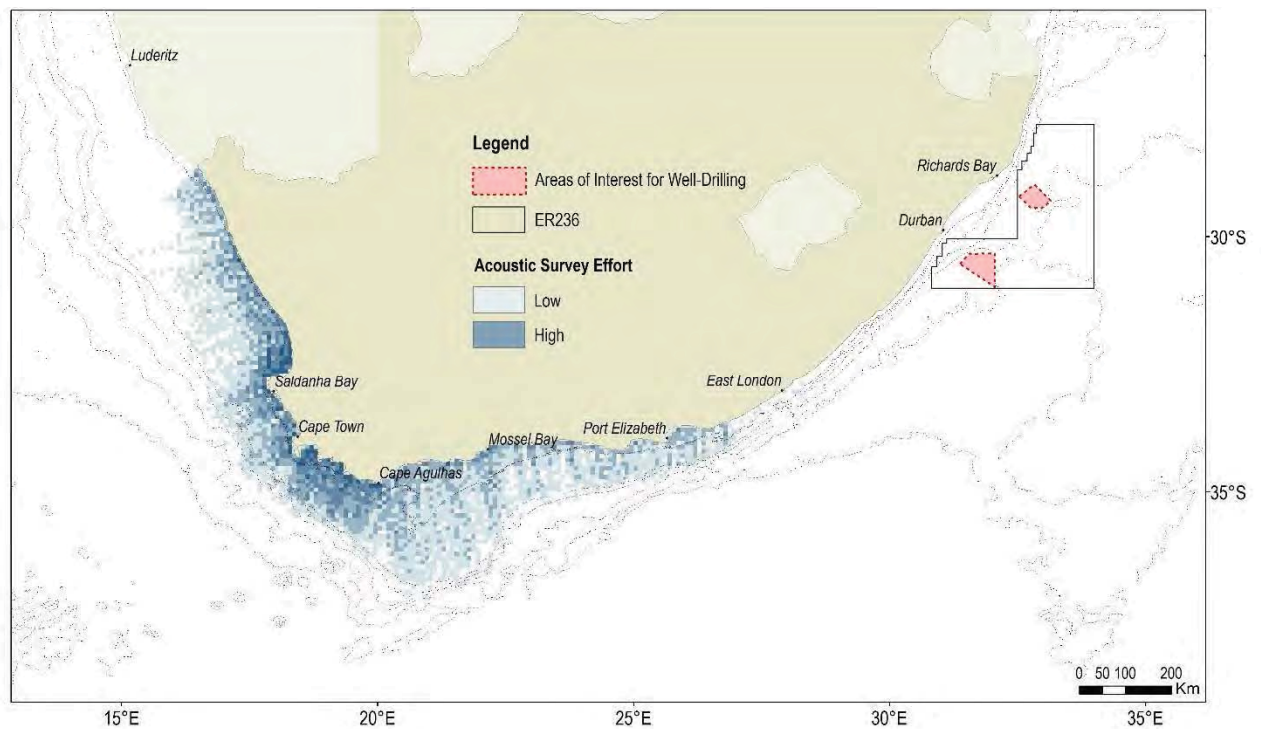 Luderitz
Legend
Areas of Interest for Well-Drilling
ER236
Acoustic Survey Effort
Low
High
Richards Bay
Durban
30°S
East London
Saldanha Bay
Cape Town
Mossel Bay
Port Elizabeth
Cape Agulhas
35°S
0 50 100 200
Km
15°E 20°E 25°E 30°E 35°E